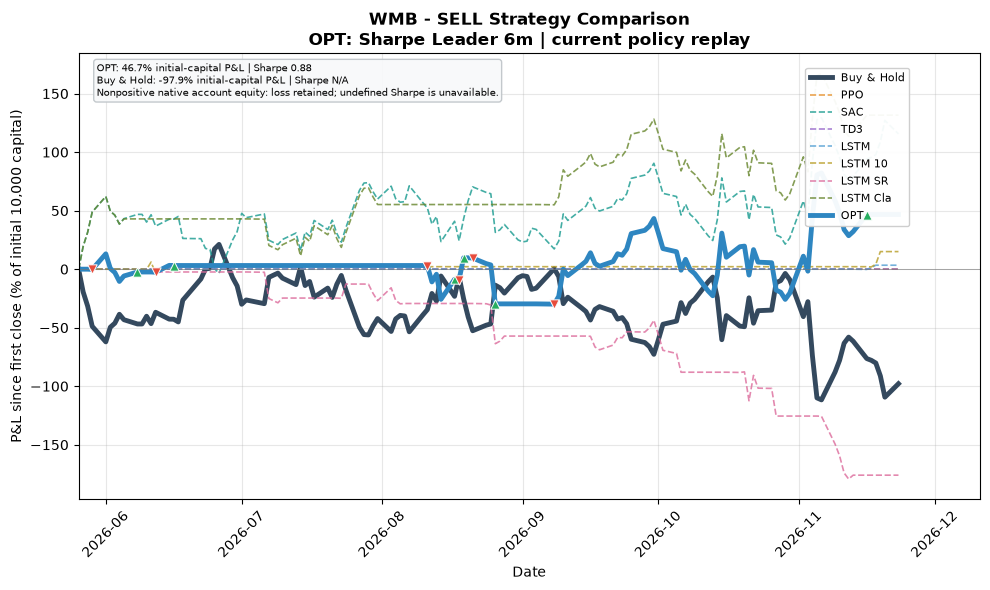 WMB - SELL Strategy Comparison
OPT: Sharpe Leader 6m | current policy replay
OPT: 46.7% initial-capital P&L | Sharpe 0.88
Buy & Hold: -97.9% initial-capital P&L | Sharpe N/A
Nonpositive native account equity: loss retained; undefined Sharpe is unavailable.
Buy & Hold
PPO
SAC
TD3
LSTM
LSTM 10
LSTM SR
LSTM Cla
OPT
P&L since first close (% of initial 10,000 capital)
150
100
50
0
−50
−100
−150
2026-06
2026-07
2026-08
2026-09
2026-10
2026-11
2026-12
Date